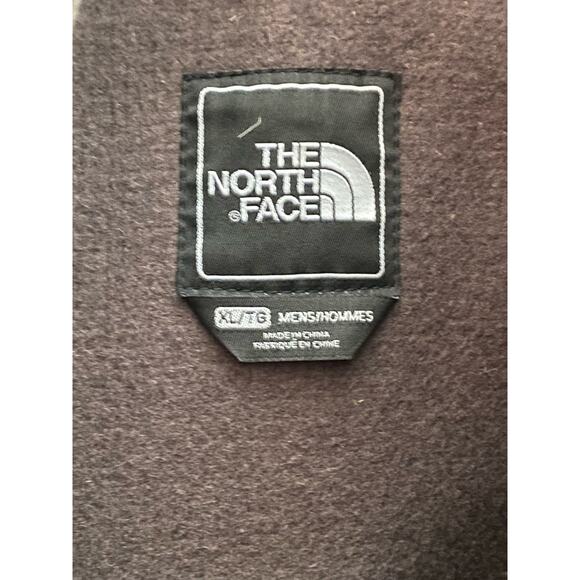 THE
NORTH
®FACE
XL/TG MENS/HOMMES
MADE IN CHINA
FABRIQUÉ EN CHINE